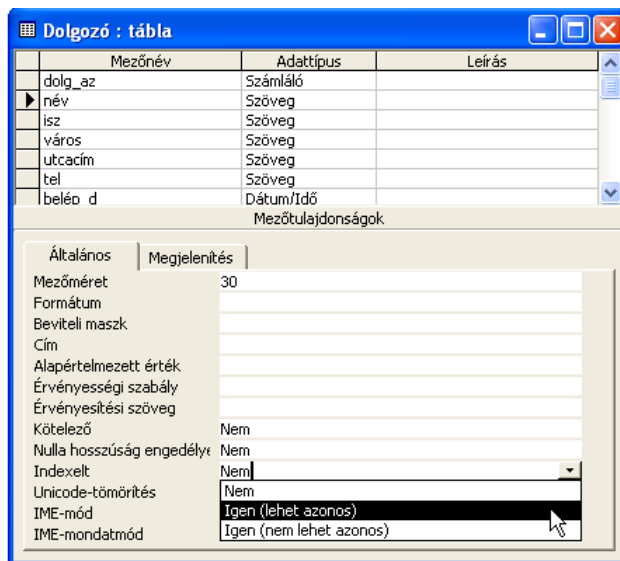 Dolgozó : tábla
Mezőnév Adattípus Leírás
dolg_az Számláló
név Szöveg
isz Szöveg
város Szöveg
utcacím Szöveg
tel Szöveg
belép_d Dátum/Idő
Mezőtulajdonságok
Általános Megjelenítés
Mezőméret 30
Formátum
Beviteli maszk
Cím
Alapértelmezett érték
Érvényességi szabály
Érvényesítési szöveg
Kötelező Nem
Nulla hosszúság engedélye Nem
Indexelt Nem
Unicode-tömörítés Nem
IME-mód Igen (lehet azonos)
IME-mondatmód Igen (nem lehet azonos)